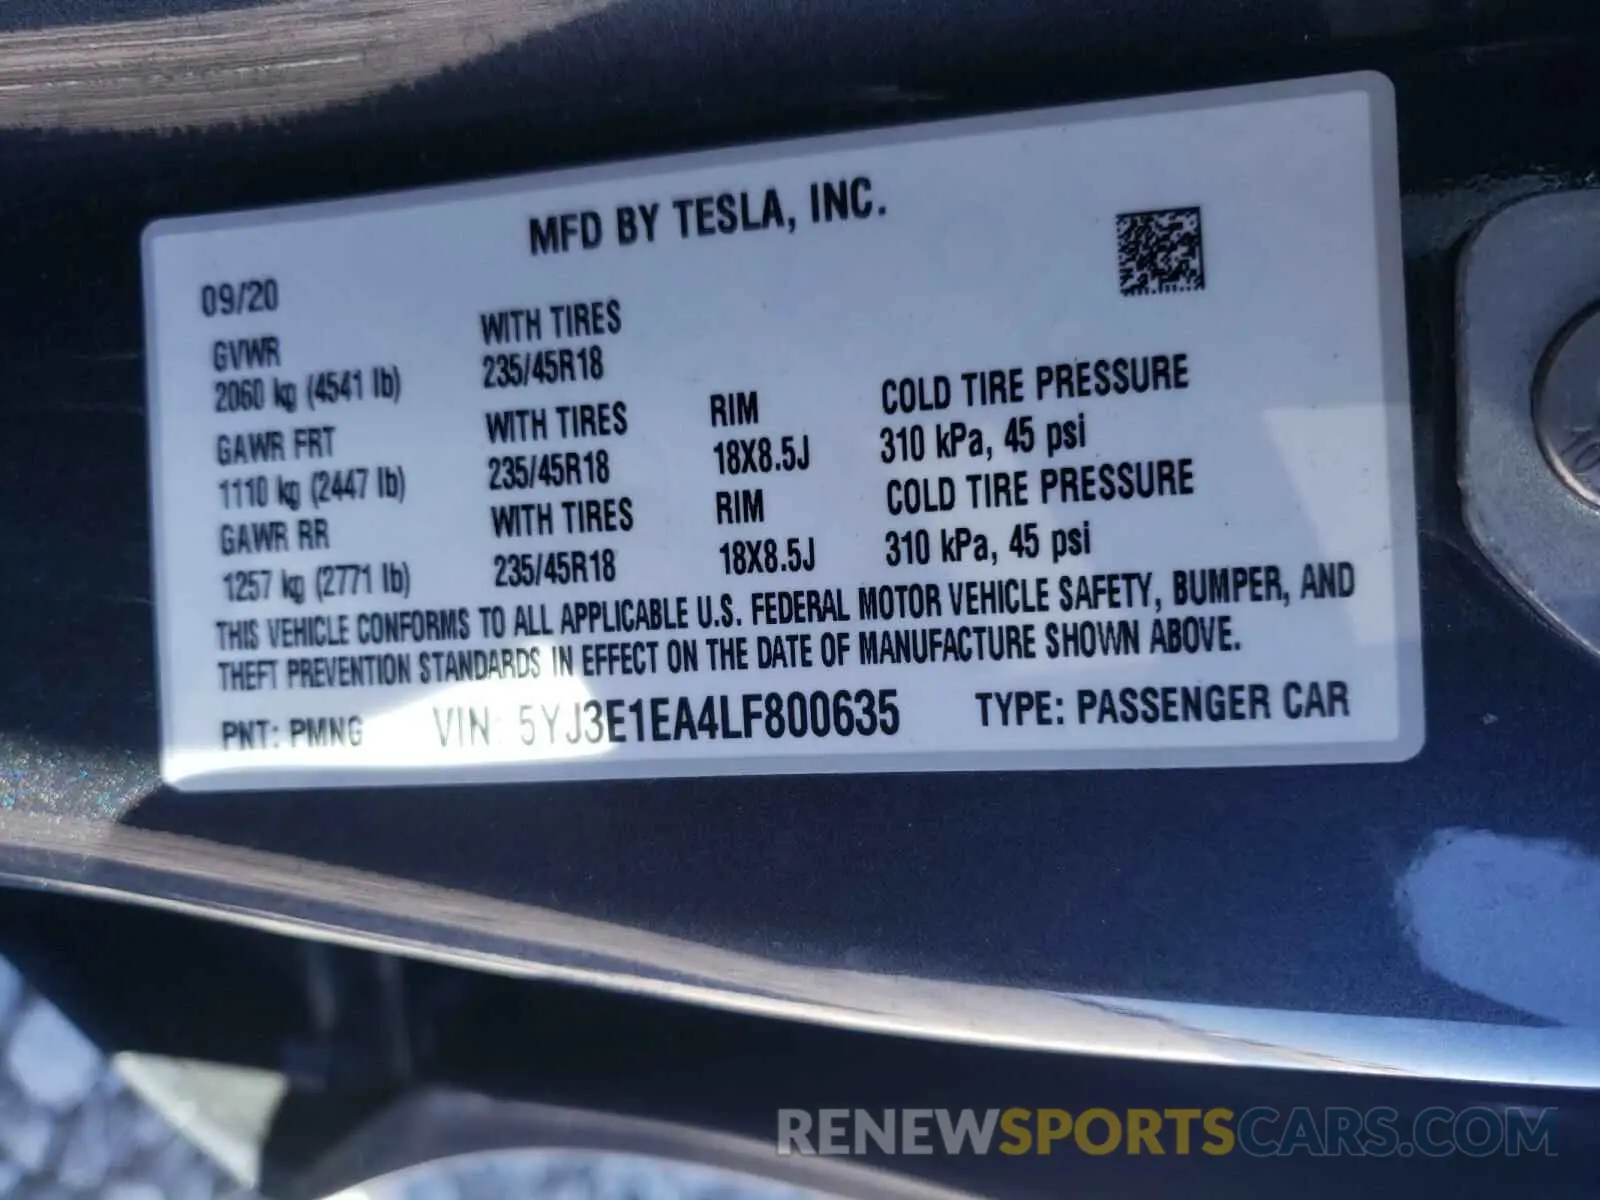 MFD BY TESLA, INC.
09/20
GVWR
2060 kg (4541 lb)
WITH TIRES
235/45R18
GAWR FRT
1110 kg (2447 lb)
WITH TIRES
235/45R18
RIM
18X8.5J
COLD TIRE PRESSURE
310 kPa, 45 psi
GAWR RR
1257 kg (2771 lb)
WITH TIRES
235/45R18
RIM
18X8.5J
COLD TIRE PRESSURE
310 kPa, 45 psi
THIS VEHICLE CONFORMS TO ALL APPLICABLE U.S. FEDERAL MOTOR VEHICLE SAFETY, BUMPER, AND
THEFT PREVENTION STANDARDS IN EFFECT ON THE DATE OF MANUFACTURE SHOWN ABOVE.
PNT: PMNG VIN: 5YJ3E1EA4LF800635 TYPE: PASSENGER CAR
RENEWSPORTSCARS.COM